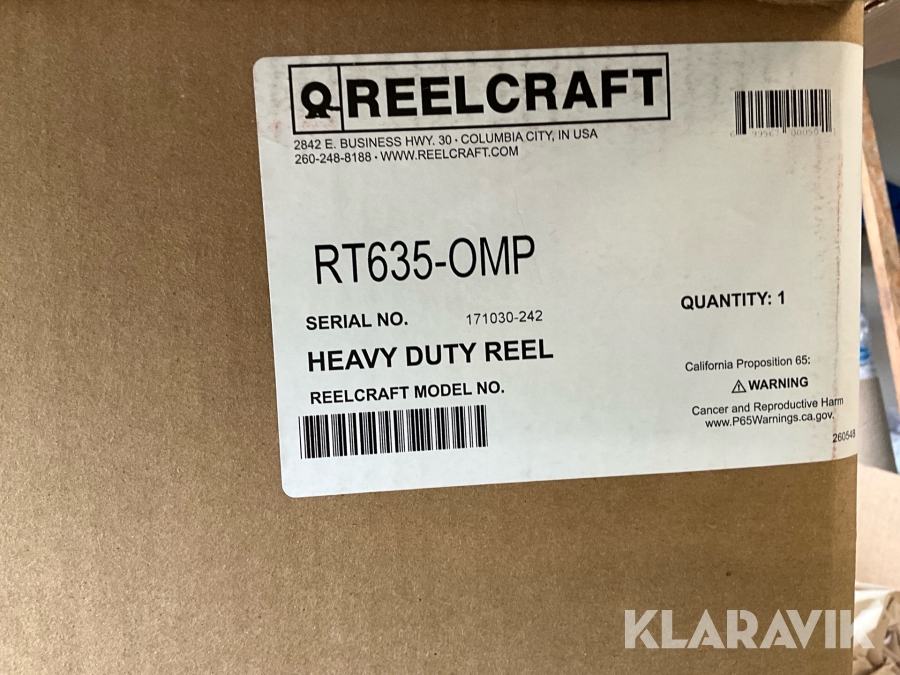 REELCRAFT
2842 E. BUSINESS HWY. 30 • COLUMBIA CITY, IN USA
260-248-8188 • WWW.REELCRAFT.COM
RT635-OMP
SERIAL NO. 171030-242
QUANTITY: 1
HEAVY DUTY REEL
REELCRAFT MODEL NO.
California Proposition 65:
⚠ WARNING
Cancer and Reproductive Harm
www.P65Warnings.ca.gov.
260548
KLARAVIK